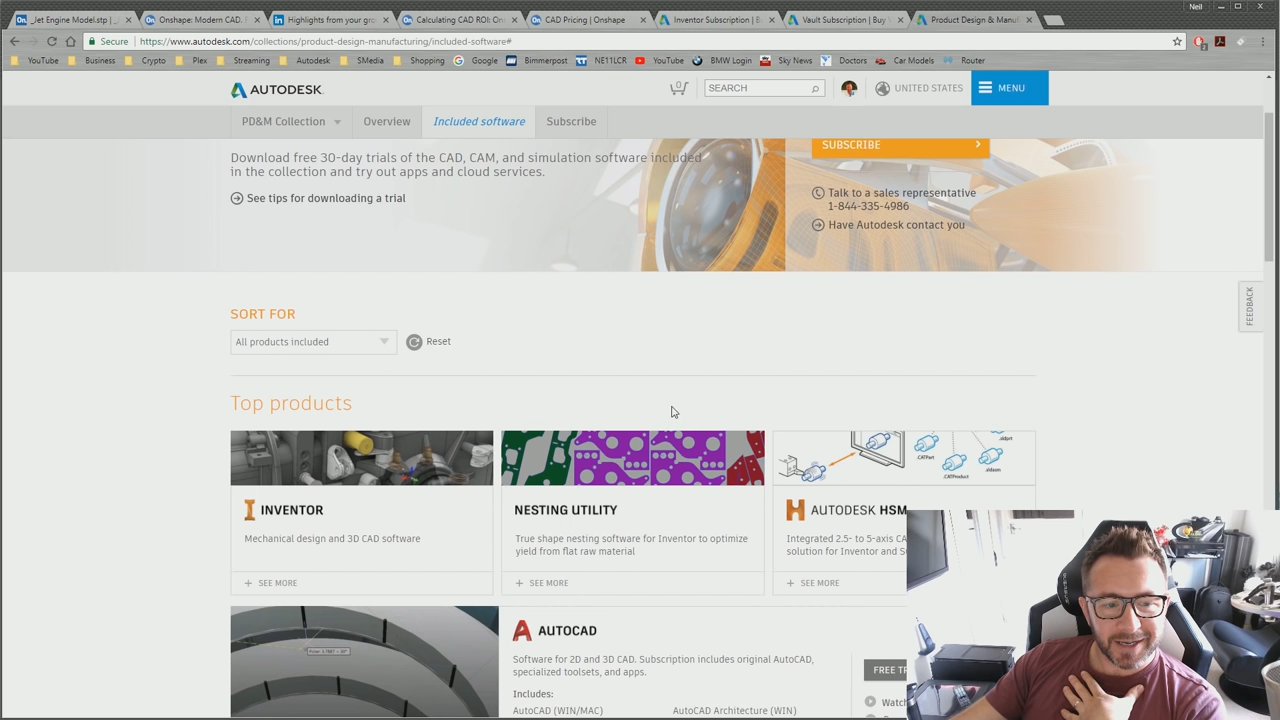 Neil
_Jet Engine Model.stp |
Onshape: Modern CAD.
Highlights from your gro
Calculating CAD ROI: On
CAD Pricing | Onshape
Inventor Subscription | B
Vault Subscription | Buy V
Product Design & Manuf
Secure
https://www.autodesk.com/collections/product-design-manufacturing/included-software#
YouTube
Business
Crypto
Plex
Streaming
Autodesk
SMedia
Shopping
Google
Bimmerpost
NE11LCR
YouTube
BMW Login
Sky News
Doctors
Car Models
Router
AUTODESK.
0
SEARCH
UNITED STATES
MENU
PD&M Collection
Overview
Included software
Subscribe
Download free 30-day trials of the CAD, CAM, and simulation software included
in the collection and try out apps and cloud services.
See tips for downloading a trial
SUBSCRIBE
Talk to a sales representative
1-844-335-4986
Have Autodesk contact you
FEEDBACK
SORT FOR
All products included
Reset
Top products
.CATPart
.CATProduct
INVENTOR
Mechanical design and 3D CAD software
+ SEE MORE
NESTING UTILITY
True shape nesting software for Inventor to optimize
yield from flat raw material
+ SEE MORE
AUTODESK HSM
Integrated 2.5- to 5-axis CA
solution for Inventor and S
+ SEE MORE
AUTOCAD
Software for 2D and 3D CAD. Subscription includes original AutoCAD,
specialized toolsets, and apps.
Includes:
AutoCAD (WIN/MAC)
AutoCAD Architecture (WIN)
FREE TR
Watch